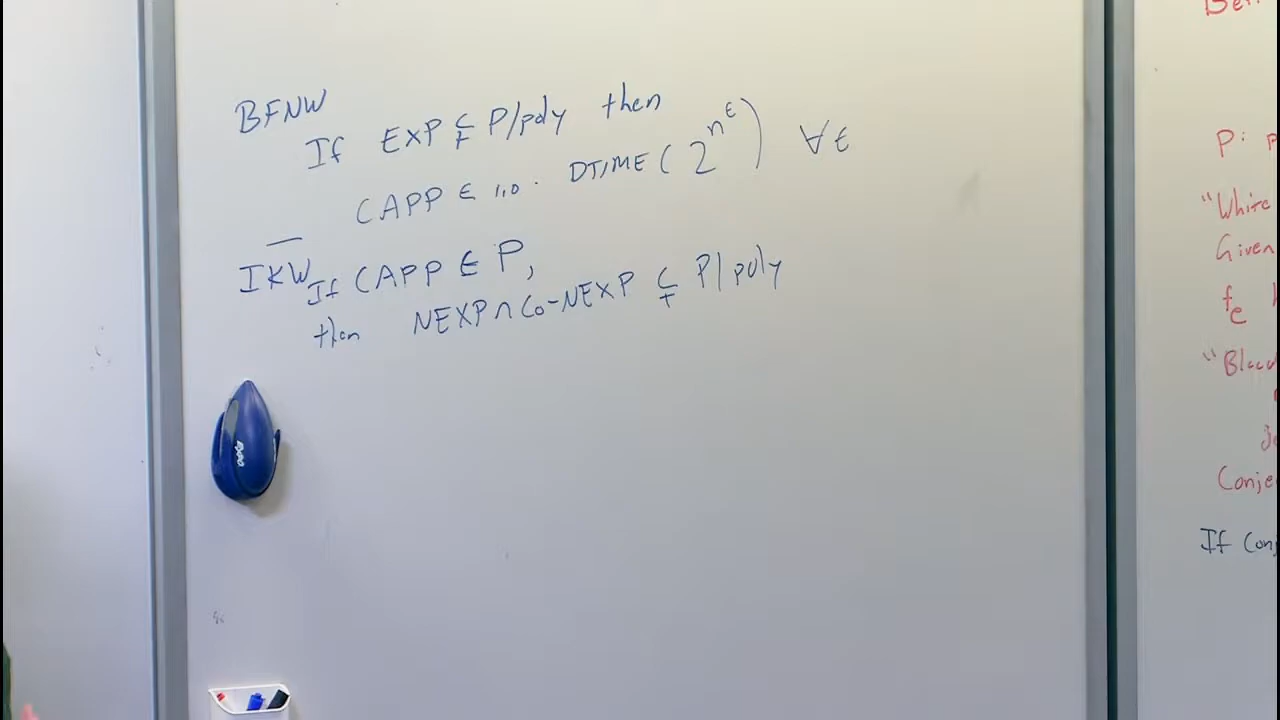 BFNW
If EXP ⊊ P/poly then
CAPP ∈ i.o. DTIME(2^{n^ε}) ∀ε
IKW If CAPP ∈ P,
then NEXP ∩ Co-NEXP ⊊ P/poly
EXPO
P:
"White
Given
f_e
Conje
If Con